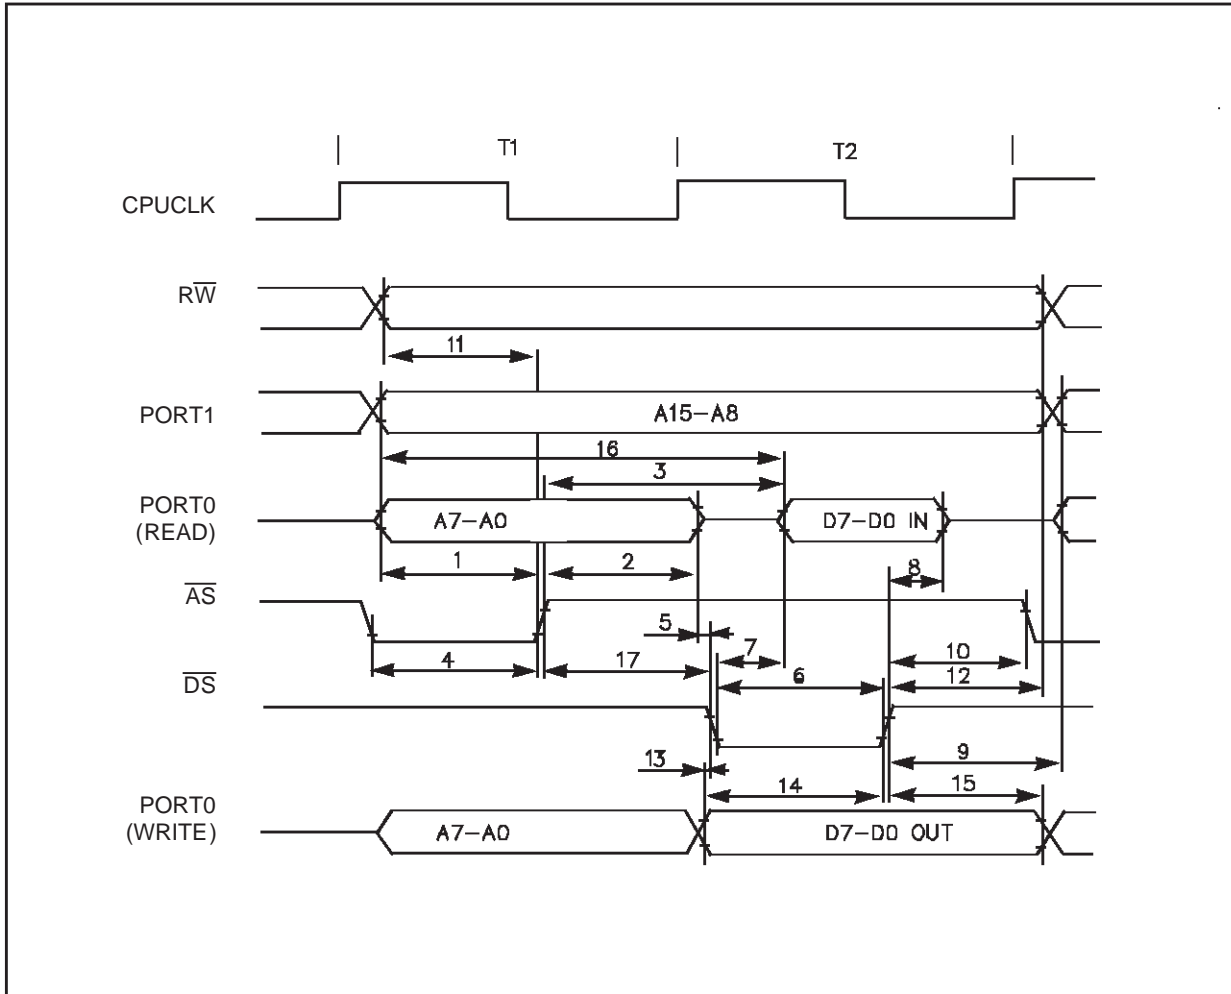 T1
T2
CPUCLK
RW̅
11
PORT1
A15-A8
16
3
PORT0
(READ)
A7-A0
D7-D0 IN
1
2
8
A̅S̅
5
7
10
4
17
6
12
D̅S̅
13
9
14
15
PORT0
(WRITE)
A7-A0
D7-D0 OUT